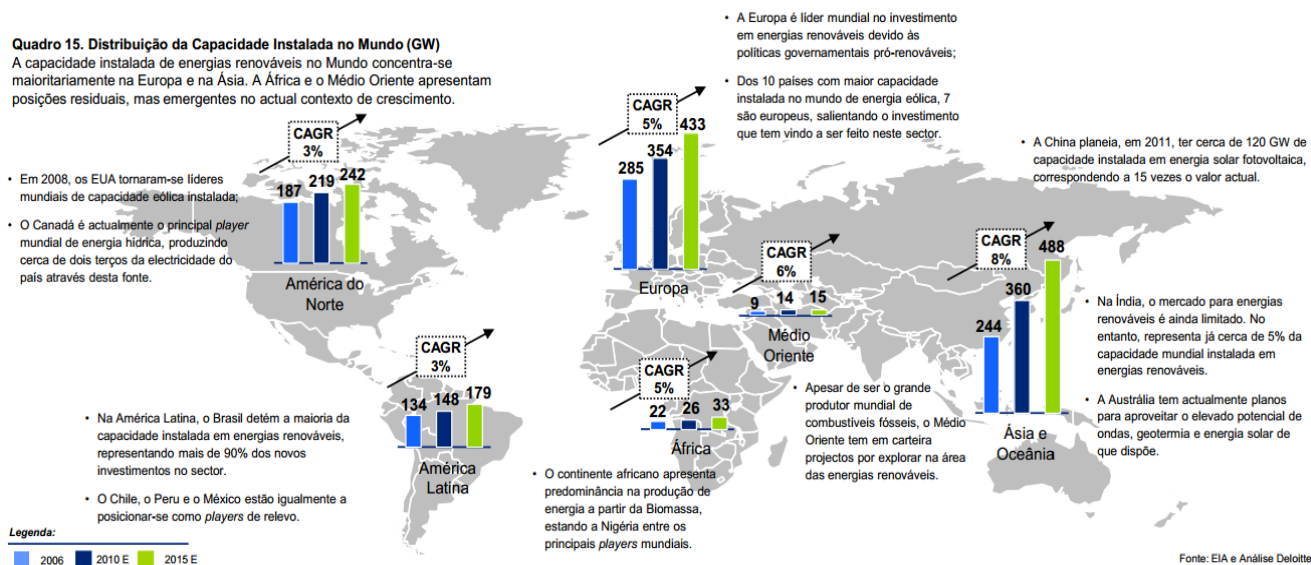 Quadro 15. Distribuição da Capacidade Instalada no Mundo (GW)
A capacidade instalada de energias renováveis no Mundo concentra-se
maioritariamente na Europa e na Ásia. A África e o Médio Oriente apresentam
posições residuais, mas emergentes no actual contexto de crescimento.
• A Europa é líder mundial no investimento
em energias renováveis devido às
políticas governamentais pró-renováveis;
• Dos 10 países com maior capacidade
instalada no mundo de energia eólica, 7
são europeus, salientando o investimento
que tem vindo a ser feito neste sector.
• A China planeia, em 2011, ter cerca de 120 GW de
capacidade instalada em energia solar fotovoltaica,
correspondendo a 15 vezes o valor actual.
• Em 2008, os EUA tornaram-se líderes
mundiais de capacidade eólica instalada;
• O Canadá é actualmente o principal player
mundial de energia hídrica, produzindo
cerca de dois terços da electricidade do
país através desta fonte.
CAGR
3%
187 219 242
América do
Norte
CAGR
5%
285 354 433
Europa
CAGR
6%
9 14 15
Médio
Oriente
CAGR
8%
244 360 488
Ásia e
Oceânia
• Na Índia, o mercado para energias
renováveis é ainda limitado. No
entanto, representa já cerca de 5% da
capacidade mundial instalada em
energias renováveis.
• A Austrália tem actualmente planos
para aproveitar o elevado potencial de
ondas, geotermia e energia solar de
que dispõe.
CAGR
3%
134 148 179
América
Latina
• Na América Latina, o Brasil detém a maioria da
capacidade instalada em energias renováveis,
representando mais de 90% dos novos
investimentos no sector.
• O Chile, o Peru e o México estão igualmente a
posicionar-se como players de relevo.
CAGR
5%
22 26 33
África
• O continente africano apresenta
predominância na produção de
energia a partir da Biomassa,
estando a Nigéria entre os
principais players mundiais.
• Apesar de ser o grande
produtor mundial de
combustíveis fósseis, o Médio
Oriente tem em carteira
projectos por explorar na área
das energias renováveis.
Legenda:
2006 2010 E 2015 E
Fonte: EIA e Análise Deloitte